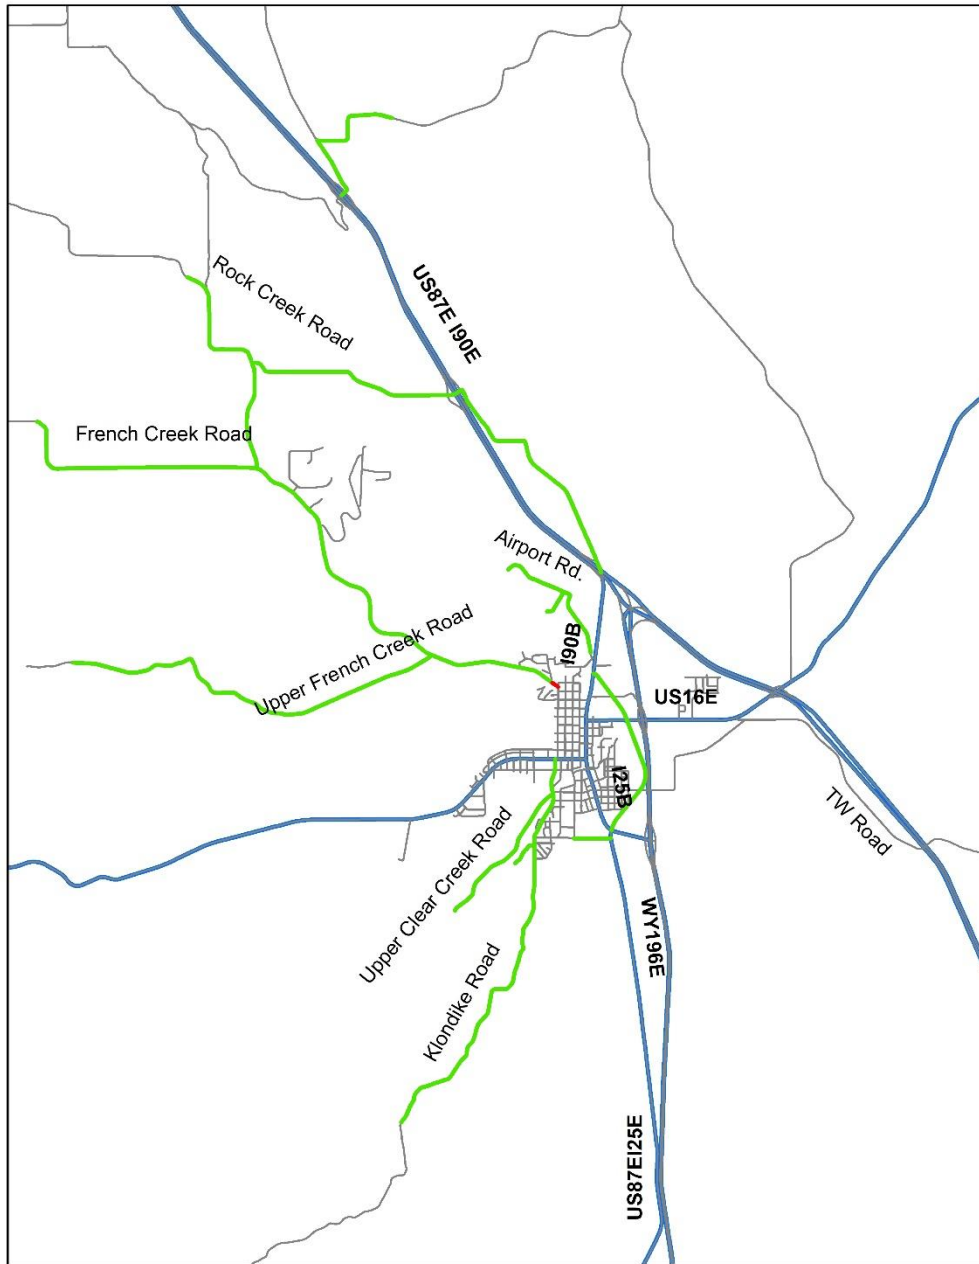 Rock Creek Road
US87E I90E
French Creek Road
Airport Rd.
Upper French Creek Road
I90B
US16E
I25B
TW Road
Upper Clear Creek Road
WY196E
Klondike Road
US87EI25E